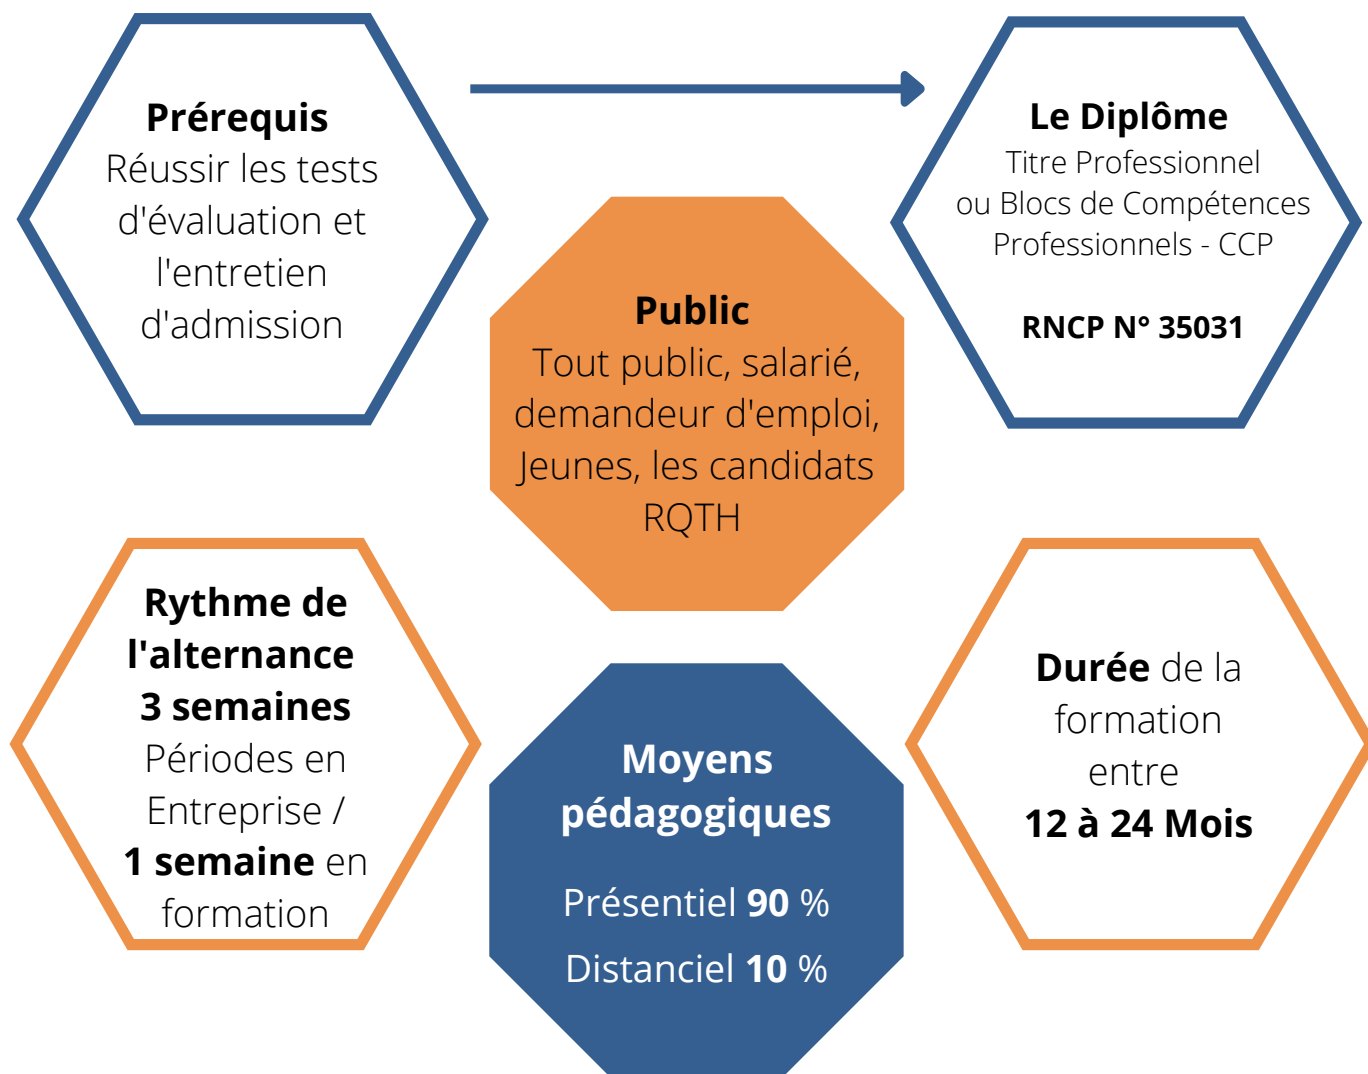 Prérequis
Réussir les tests
d'évaluation et
l'entretien
d'admission
Le Diplôme
Titre Professionnel
ou Blocs de Compétences
Professionnels - CCP
RNCP N° 35031
Public
Tout public, salarié,
demandeur d'emploi,
Jeunes, les candidats
RQTH
Rythme de
l'alternance
3 semaines
Périodes en
Entreprise /
1 semaine en
formation
Moyens
pédagogiques
Présentiel 90 %
Distanciel 10 %
Durée de la
formation
entre
12 à 24 Mois